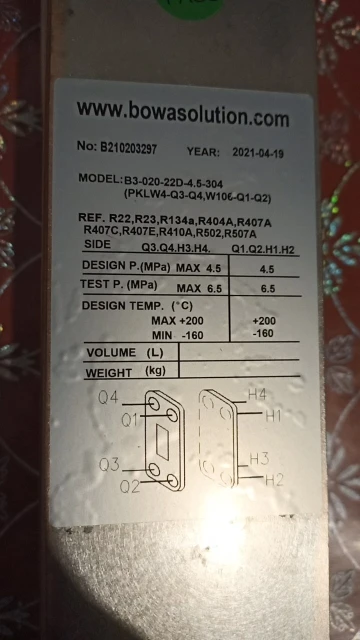 www.bowasolution.com
No: B210203297 YEAR: 2021-04-19
MODEL:B3-020-22D-4.5-304
(PKLW4-Q3-Q4,W106-Q1-Q2)
REF. R22,R23,R134a,R404A,R407A
R407C,R407E,R410A,R502,R507A
SIDE Q3.Q4.H3.H4. Q1.Q2.H1.H2
DESIGN P.(MPa) MAX 4.5 4.5
TEST P. (MPa) MAX 6.5 6.5
DESIGN TEMP. (°C)
MAX +200 +200
MIN -160 -160
VOLUME (L)
WEIGHT (kg)
Q4 H4
Q1 H1
Q3 H3
Q2 H2